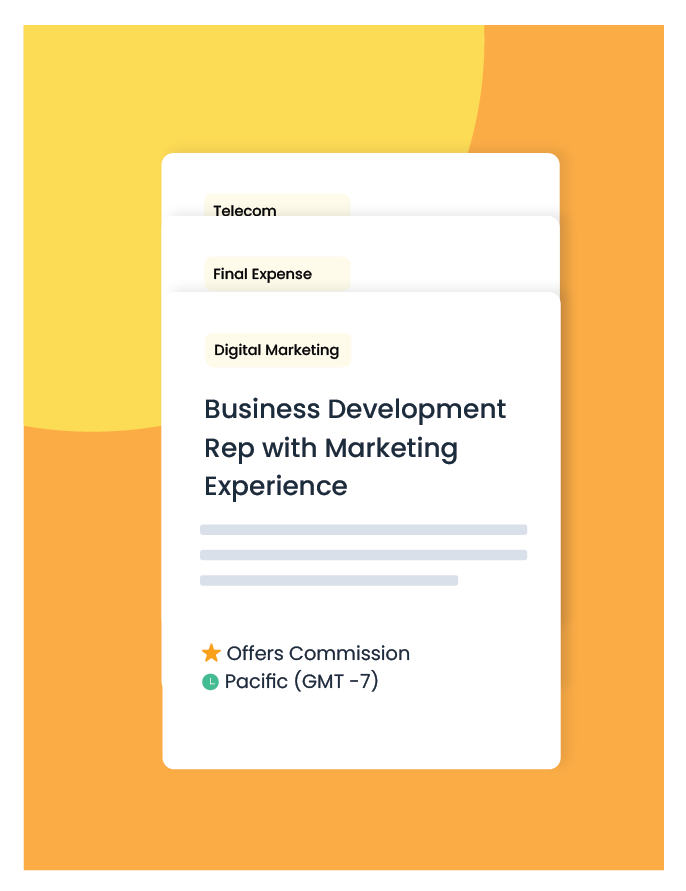 Telecom
Final Expense
Digital Marketing
Business Development
Rep with Marketing
Experience
Offers Commission
Pacific (GMT -7)